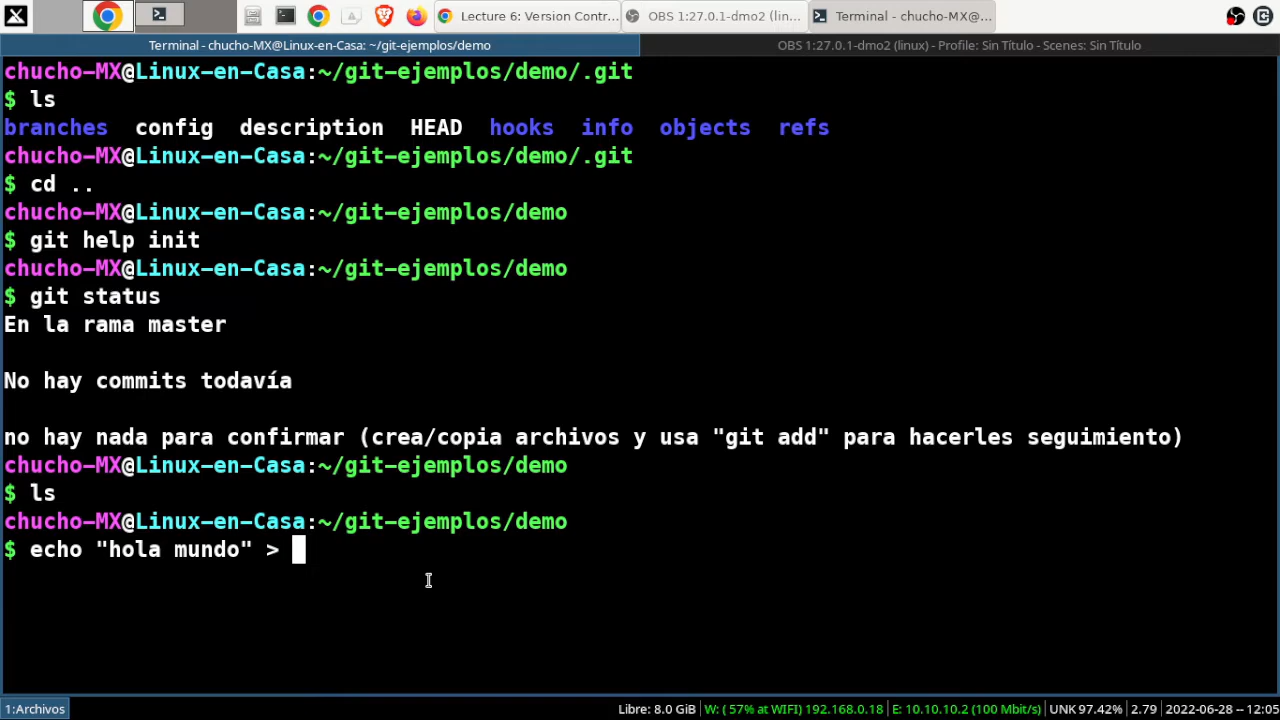 Lecture 6: Version Contr...
OBS 1:27.0.1-dmo2 (lin...
Terminal - chucho-MX@...
Terminal - chucho-MX@Linux-en-Casa: ~/git-ejemplos/demo
OBS 1:27.0.1-dmo2 (linux) - Profile: Sin Título - Scenes: Sin Título
chucho-MX@Linux-en-Casa:~/git-ejemplos/demo/.git
$ ls
branches config description HEAD hooks info objects refs
chucho-MX@Linux-en-Casa:~/git-ejemplos/demo/.git
$ cd ..
chucho-MX@Linux-en-Casa:~/git-ejemplos/demo
$ git help init
chucho-MX@Linux-en-Casa:~/git-ejemplos/demo
$ git status
En la rama master
No hay commits todavía
no hay nada para confirmar (crea/copia archivos y usa "git add" para hacerles seguimiento)
chucho-MX@Linux-en-Casa:~/git-ejemplos/demo
$ ls
chucho-MX@Linux-en-Casa:~/git-ejemplos/demo
$ echo "hola mundo" >
1:Archivos
Libre: 8.0 GiB W: ( 57% at WIFI) 192.168.0.18 E: 10.10.10.2 (100 Mbit/s) UNK 97.42% 2.79 2022-06-28 -- 12:05